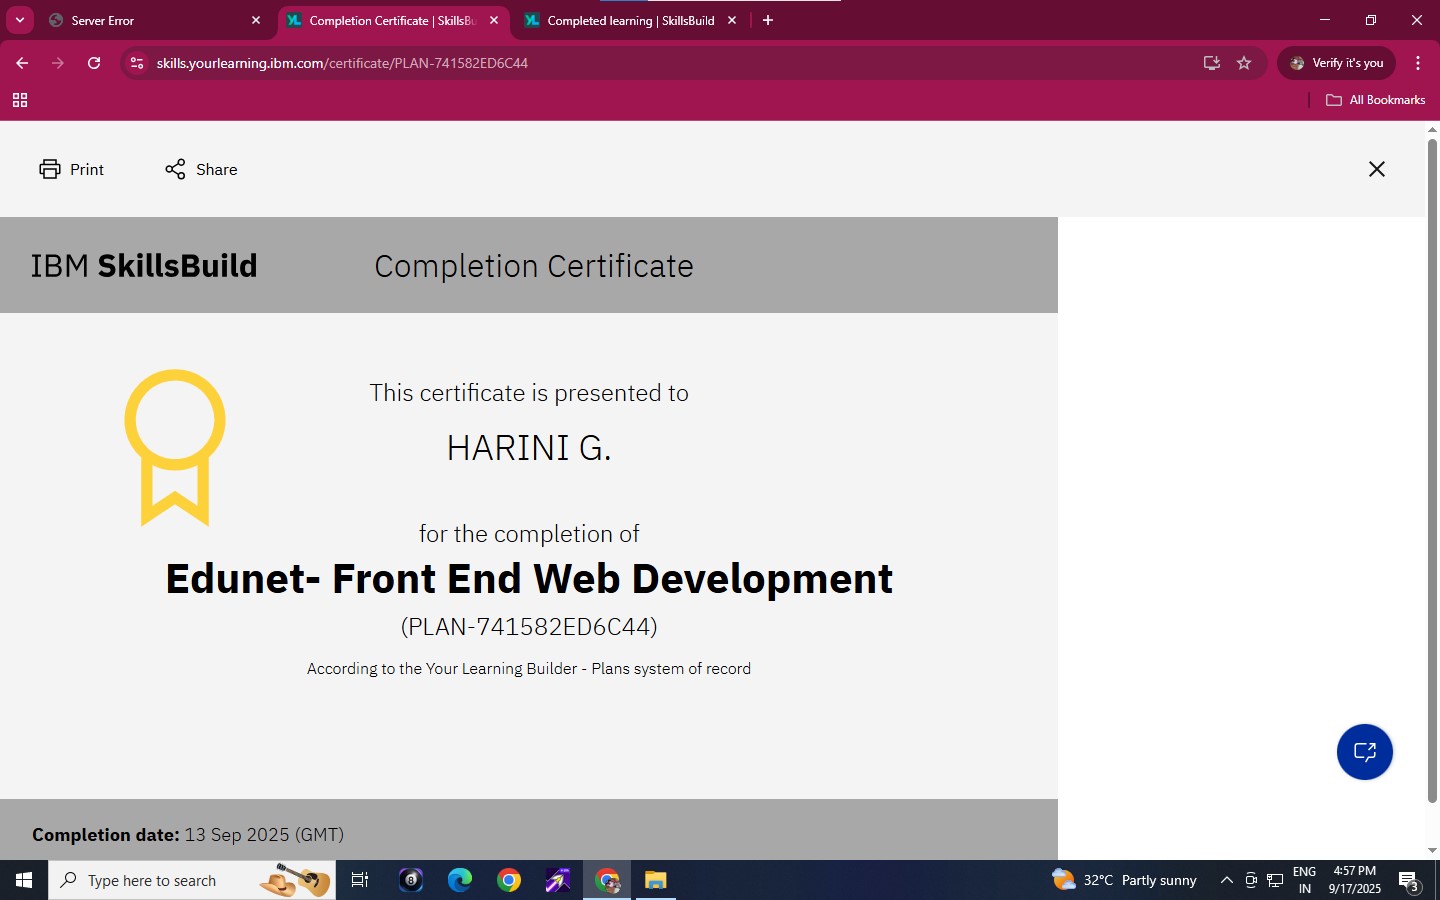 Server Error
Completion Certificate | SkillsBu
Completed learning | SkillsBuild
skills.yourlearning.ibm.com/certificate/PLAN-741582ED6C44
Verify it's you
All Bookmarks
Print
Share
IBM SkillsBuild
Completion Certificate
This certificate is presented to
HARINI G.
for the completion of
Edunet- Front End Web Development
(PLAN-741582ED6C44)
According to the Your Learning Builder - Plans system of record
Completion date: 13 Sep 2025 (GMT)
Type here to search
8
32°C Partly sunny
ENG
IN
4:57 PM
9/17/2025
3